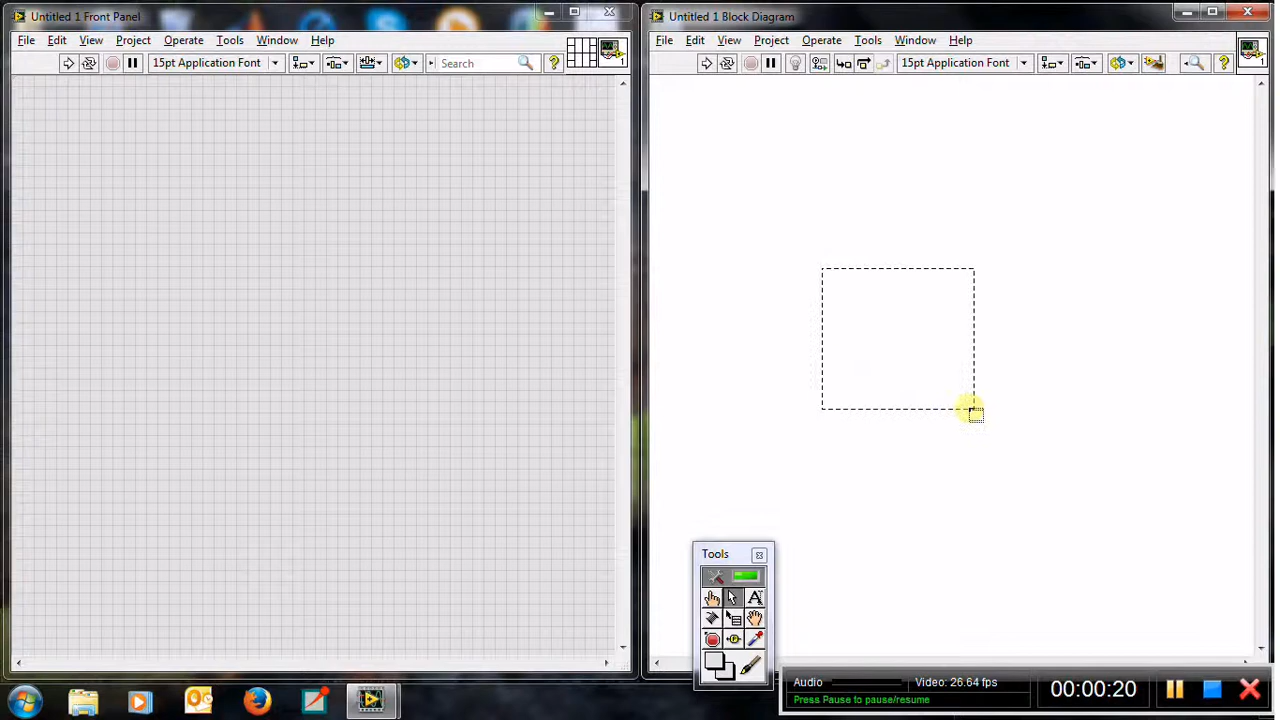 Untitled 1 Front Panel
File Edit View Project Operate Tools Window Help
15pt Application Font
Search
?
1
Untitled 1 Block Diagram
File Edit View Project Operate Tools Window Help
15pt Application Font
?
1
Tools
A
Audio
Video: 26.64 fps
Press Pause to pause/resume
00:00:20